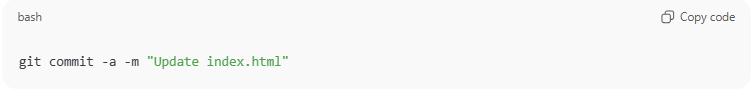 bash
Copy code
git commit -a -m "Update index.html"